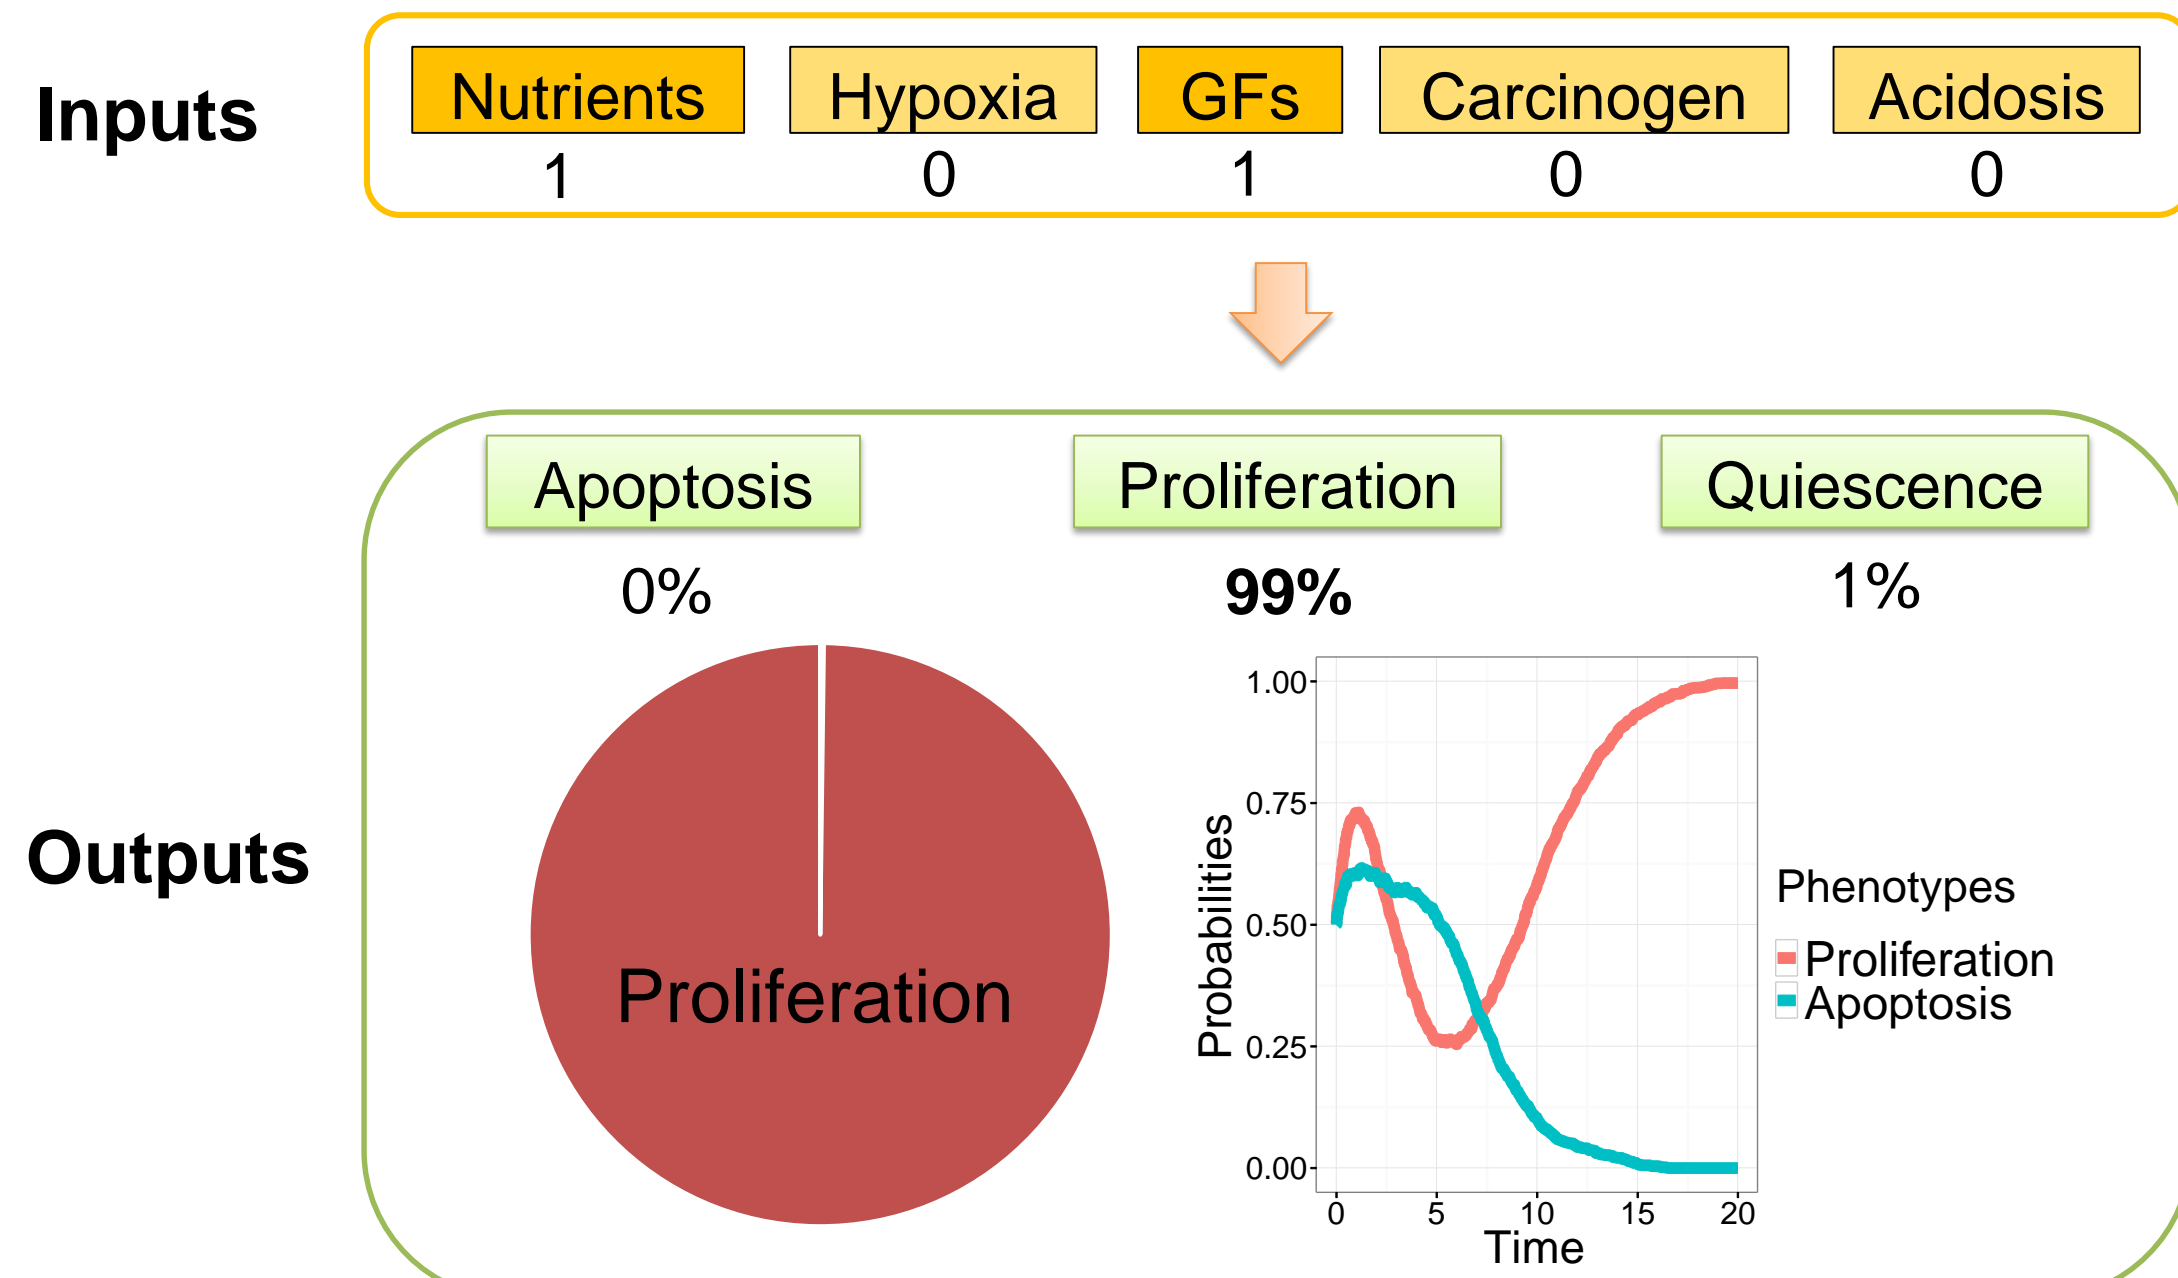 Inputs
Nutrients Hypoxia GFs Carcinogen Acidosis
1 0 1 0 0
Apoptosis Proliferation Quiescence
0% 99% 1%
Outputs
Proliferation
Probabilities
1.00
0.75
0.50
0.25
0.00
0 5 10 15 20
Time
Phenotypes
Proliferation
Apoptosis